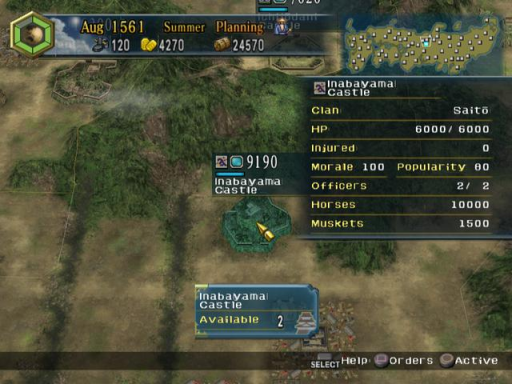 Aug 1561 Summer Planning
120 4270 24570
Inabayama
Castle
Clan Saitō
HP 6000/ 6000
Injured 0
Morale 100 Popularity 80
Officers 2/ 2
Horses 10000
Muskets 1500
9190
Inabayama
Castle
Inabayama
Castle
Available 2
SELECT Help Orders Active